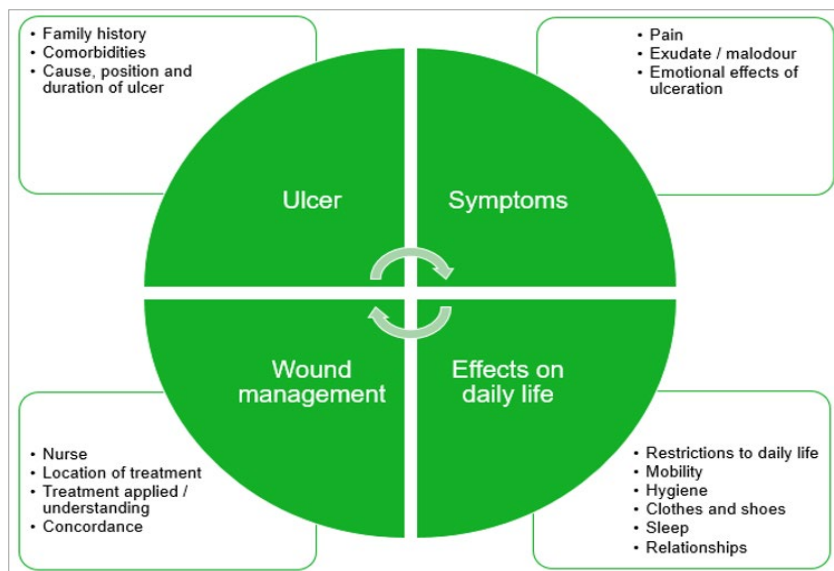 • Family history
• Comorbidities
• Cause, position and
duration of ulcer
• Pain
• Exudate / malodour
• Emotional effects of
ulceration
Ulcer
Symptoms
Wound
management
Effects on
daily life
• Nurse
• Location of treatment
• Treatment applied /
understanding
• Concordance
• Restrictions to daily life
• Mobility
• Hygiene
• Clothes and shoes
• Sleep
• Relationships